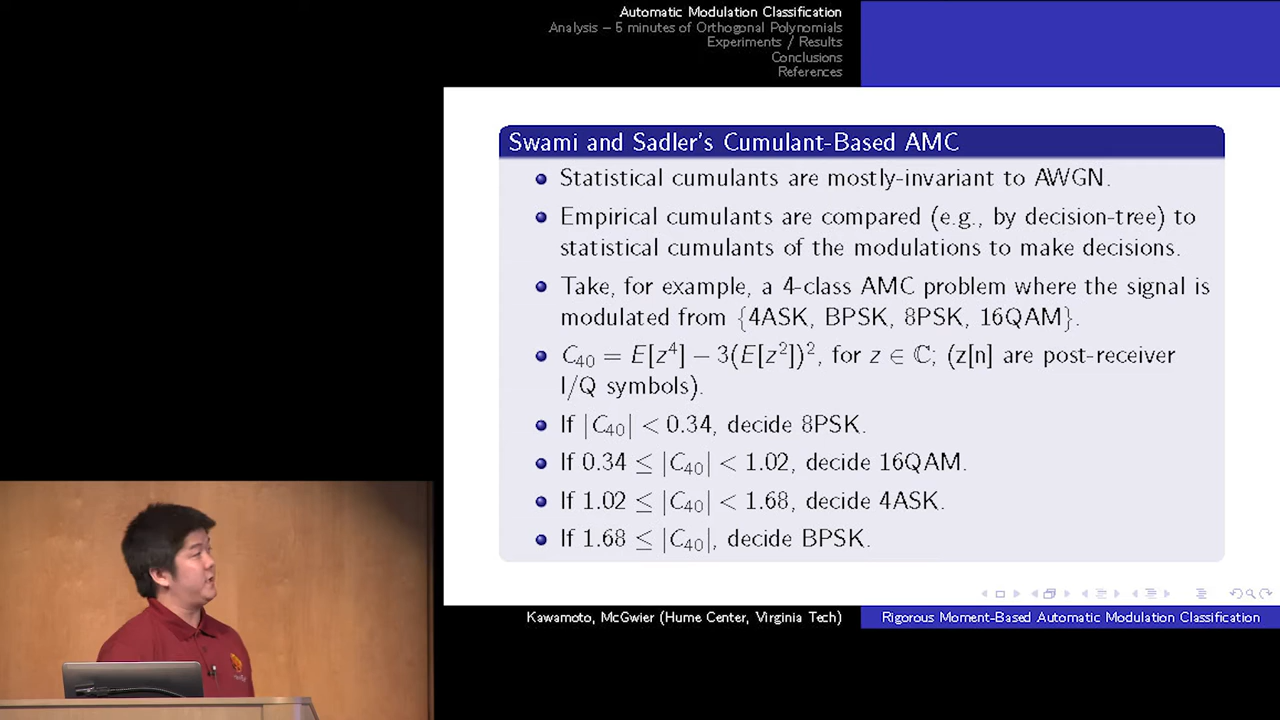 Automatic Modulation Classification
Analysis – 5 minutes of Orthogonal Polynomials
Experiments / Results
Conclusions
References
Swami and Sadler's Cumulant-Based AMC
Statistical cumulants are mostly-invariant to AWGN.
Empirical cumulants are compared (e.g., by decision-tree) to
statistical cumulants of the modulations to make decisions.
Take, for example, a 4-class AMC problem where the signal is
modulated from {4ASK, BPSK, 8PSK, 16QAM}.
C₄₀ = E[z⁴] − 3(E[z²])², for z ∈ ℂ; (z[n] are post-receiver
I/Q symbols).
If |C₄₀| < 0.34, decide 8PSK.
If 0.34 ≤ |C₄₀| < 1.02, decide 16QAM.
If 1.02 ≤ |C₄₀| < 1.68, decide 4ASK.
If 1.68 ≤ |C₄₀|, decide BPSK.
Kawamoto, McGwier (Hume Center, Virginia Tech)
Rigorous Moment-Based Automatic Modulation Classification